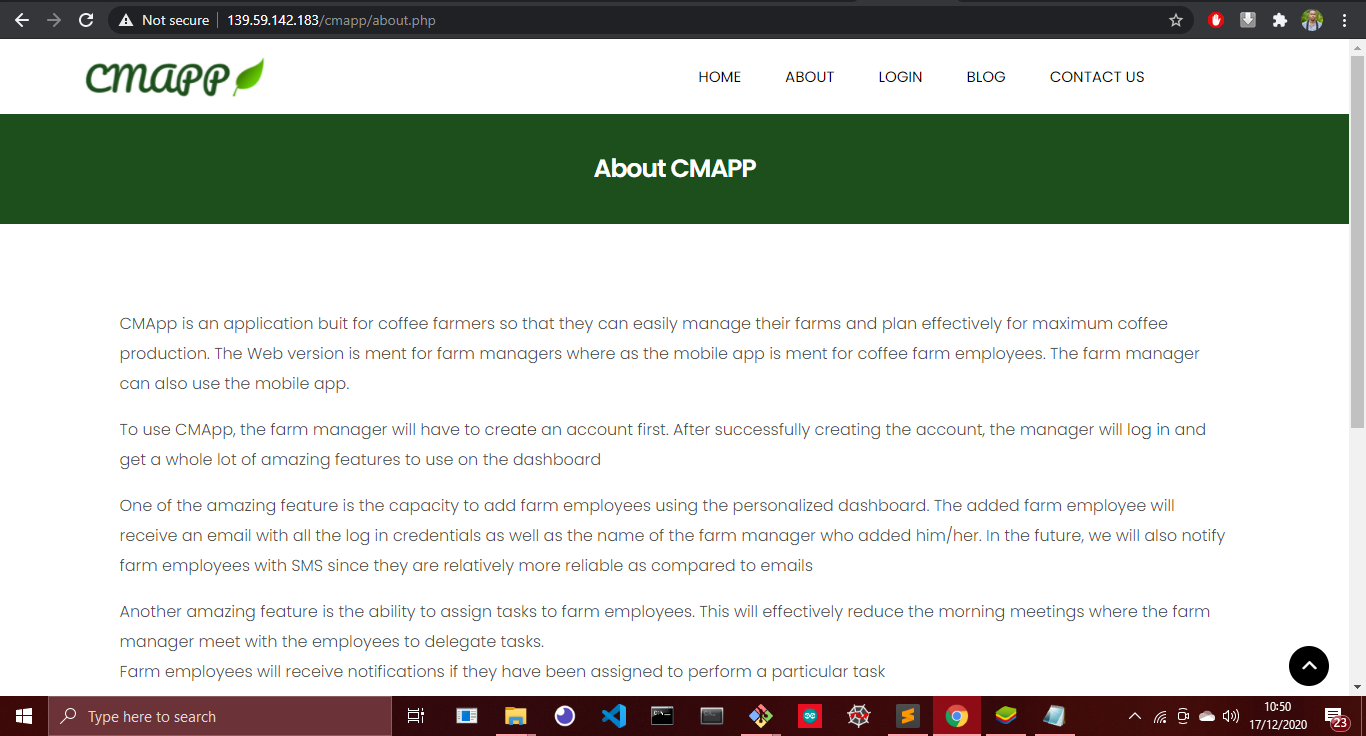 Not secure
139.59.142.183/cmapp/about.php
cmapp
HOME ABOUT LOGIN BLOG CONTACT US
About CMAPP
CMApp is an application buit for coffee farmers so that they can easily manage their farms and plan effectively for maximum coffee
production. The Web version is ment for farm managers where as the mobile app is ment for coffee farm employees. The farm manager
can also use the mobile app.
To use CMApp, the farm manager will have to create an account first. After successfully creating the account, the manager will log in and
get a whole lot of amazing features to use on the dashboard
One of the amazing feature is the capacity to add farm employees using the personalized dashboard. The added farm employee will
receive an email with all the log in credentials as well as the name of the farm manager who added him/her. In the future, we will also notify
farm employees with SMS since they are relatively more reliable as compared to emails
Another amazing feature is the ability to assign tasks to farm employees. This will effectively reduce the morning meetings where the farm
manager meet with the employees to delegate tasks.
Farm employees will receive notifications if they have been assigned to perform a particular task
Type here to search
10:50
17/12/2020
23